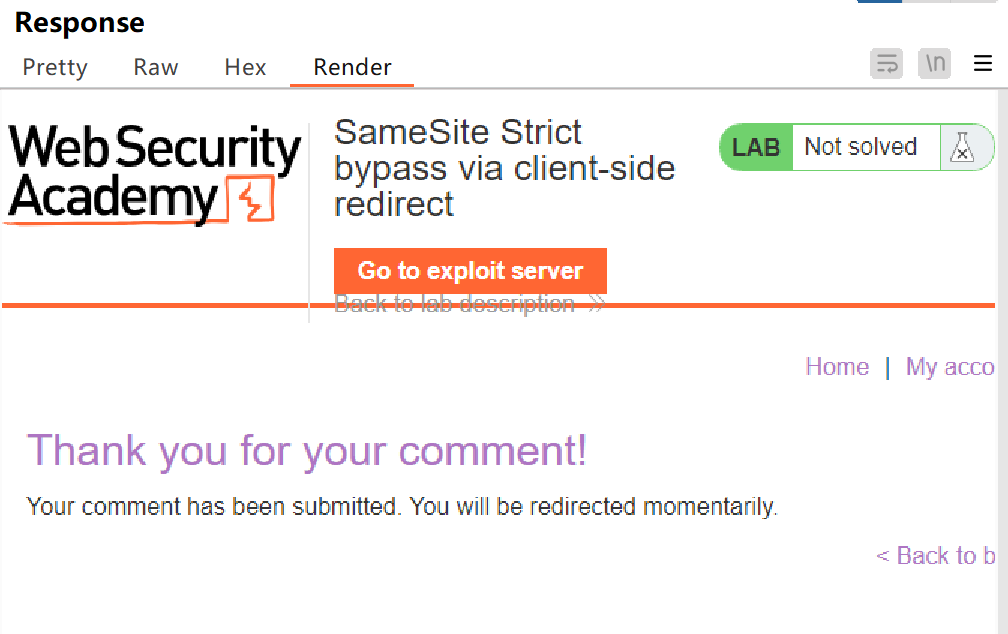 Response
Pretty Raw Hex Render \n
Web Security
Academy
SameSite Strict
bypass via client-side
redirect
LAB Not solved
Go to exploit server
Back to lab description >>
Home | My acco
Thank you for your comment!
Your comment has been submitted. You will be redirected momentarily.
< Back to b